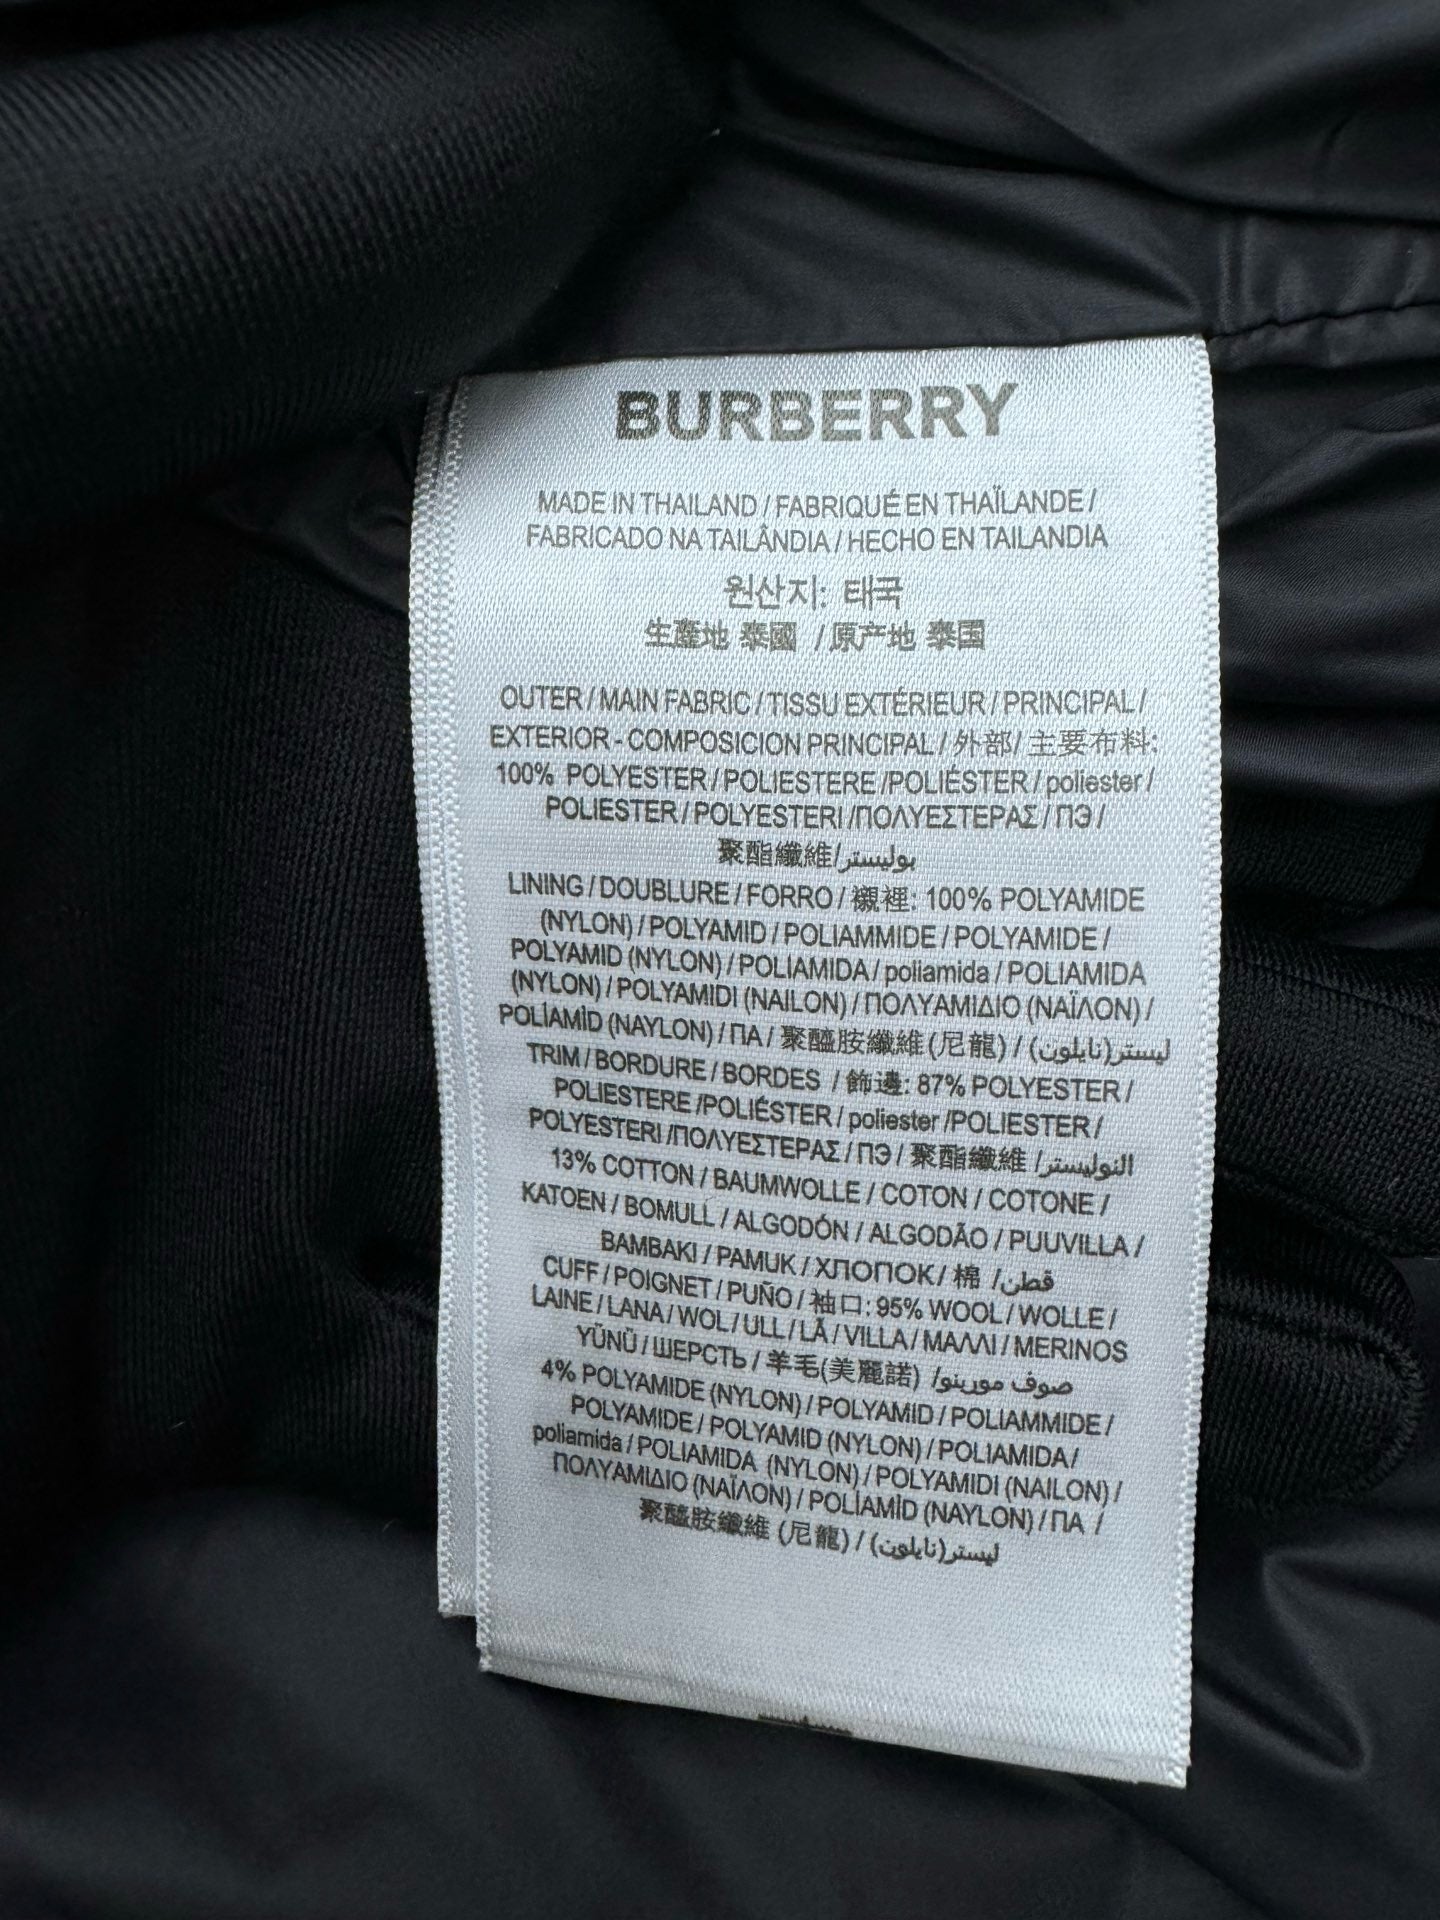 BURBERRY
MADE IN THAILAND / FABRIQUÉ EN THAÏLANDE /
FABRICADO NA TAILÂNDIA / HECHO EN TAILANDIA
원산지: 태국
生產地 泰國 / 原产地 泰国
OUTER / MAIN FABRIC / TISSU EXTÉRIEUR / PRINCIPAL /
EXTERIOR - COMPOSICION PRINCIPAL / 外部/ 主要布料:
100% POLYESTER / POLIESTERE /POLIÉSTER / poliester /
POLIESTER / POLYESTERI /ΠΟΛΥΕΣΤΕΡΑΣ / ПЭ /
聚酯纖維/بوليستر
LINING / DOUBLURE / FORRO / 襯裡: 100% POLYAMIDE
(NYLON) / POLYAMID / POLIAMMIDE / POLYAMIDE /
POLYAMID (NYLON) / POLIAMIDA / poliamida / POLIAMIDA
(NYLON) / POLYAMIDI (NAILON) / ΠΟΛΥΑΜΙΔΙΟ (ΝΑΪΛΟΝ) /
POLİAMİD (NAYLON) / ПА / 聚醯胺纖維 (尼龍) / ليستر(نايلون)
TRIM / BORDURE / BORDES / 飾邊: 87% POLYESTER /
POLIESTERE /POLIÉSTER / poliester /POLIESTER /
POLYESTERI /ΠΟΛΥΕΣΤΕΡΑΣ / ПЭ / 聚酯纖維 /النوليستر
13% COTTON / BAUMWOLLE / COTON / COTONE /
KATOEN / BOMULL / ALGODÓN / ALGODÃO / PUUVILLA /
BAMBAKI / PAMUK / ХЛОПОК / 棉 /قطن
CUFF / POIGNET / PUÑO / 袖口: 95% WOOL / WOLLE /
LAINE / LANA / WOL / ULL / LÃ / VILLA / ΜΑΛΛΙ / MERINOS
YŨNŨ / ШЕРСТЬ / 羊毛(美麗諾) /صوف مورينو
4% POLYAMIDE (NYLON) / POLYAMID / POLIAMMIDE /
POLYAMIDE / POLYAMID (NYLON) / POLIAMIDA /
poliamida / POLIAMIDA (NYLON) / POLYAMIDI (NAILON) /
ΠΟΛΥΑΜΙΔΙΟ (ΝΑΪΛΟΝ) / POLİAMİD (NAYLON) / ПА /
聚醯胺纖維 (尼龍) / ليستر(نايلون)